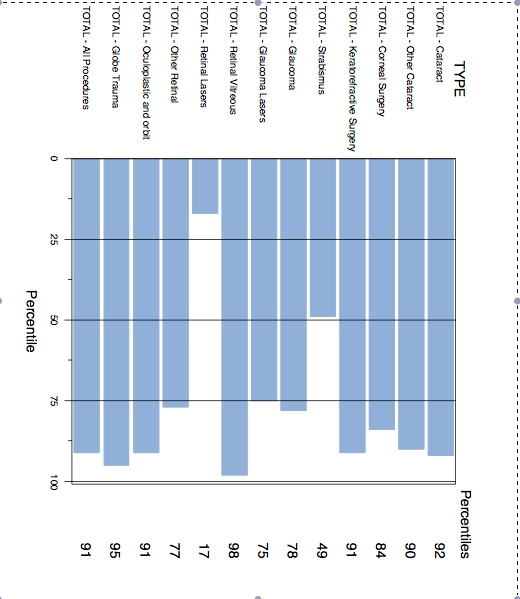 TYPE
Percentiles
TOTAL - Cataract
92
TOTAL - Other Cataract
90
TOTAL - Corneal Surgery
84
TOTAL - Keratorefractive Surgery
91
TOTAL - Strabismus
49
TOTAL - Glaucoma
78
TOTAL - Glaucoma Lasers
75
TOTAL - Retinal Vitreous
98
TOTAL - Retinal Lasers
17
TOTAL - Other Retinal
77
TOTAL - Oculoplastic and orbit
91
TOTAL - Globe Trauma
95
TOTAL - All Procedures
91
0 25 50 75 100
Percentile